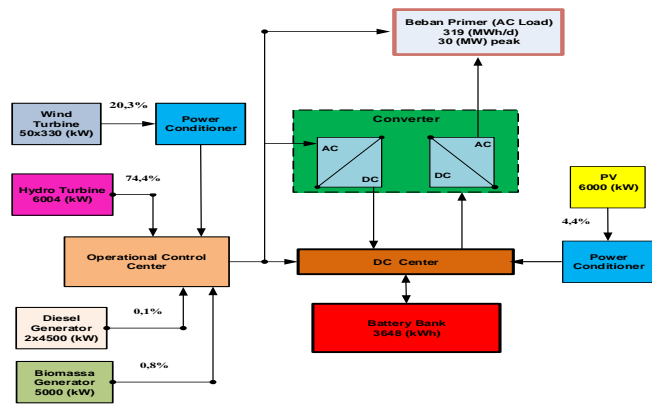 Beban Primer (AC Load)
319 (MWh/d)
30 (MW) peak
20,3%
Wind
Turbine
50x330 (kW)
Power
Conditioner
Converter
AC
DC
AC
DC
74,4%
Hydro Turbine
6004 (kW)
PV
6000 (kW)
4,4%
Operational Control
Center
DC Center
Power
Conditioner
Diesel
Generator
2x4500 (kW)
0,1%
Battery Bank
3648 (kWh)
Biomassa
Generator
5000 (kW)
0,8%